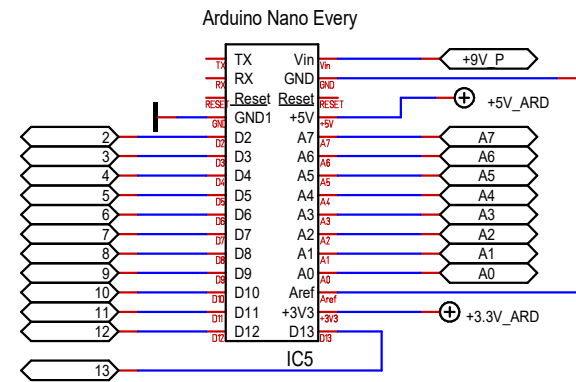 Arduino Nano Every
TX TX Vin Vin +9V_P
RX RX GND GND
RESET Reset Reset RESET
GND GND1 +5V +5V +5V_ARD
2 D2 D2 A7 A7 A7
3 D3 D3 A6 A6 A6
4 D4 D4 A5 A5 A5
5 D5 D5 A4 A4 A4
6 D6 D6 A3 A3 A3
7 D7 D7 A2 A2 A2
8 D8 D8 A1 A1 A1
9 D9 D9 A0 A0 A0
10 D10 D10 Aref Aref
11 D11 D11 +3V3 +3V3 +3.3V_ARD
12 D12 D12 D13 D13
IC5
13